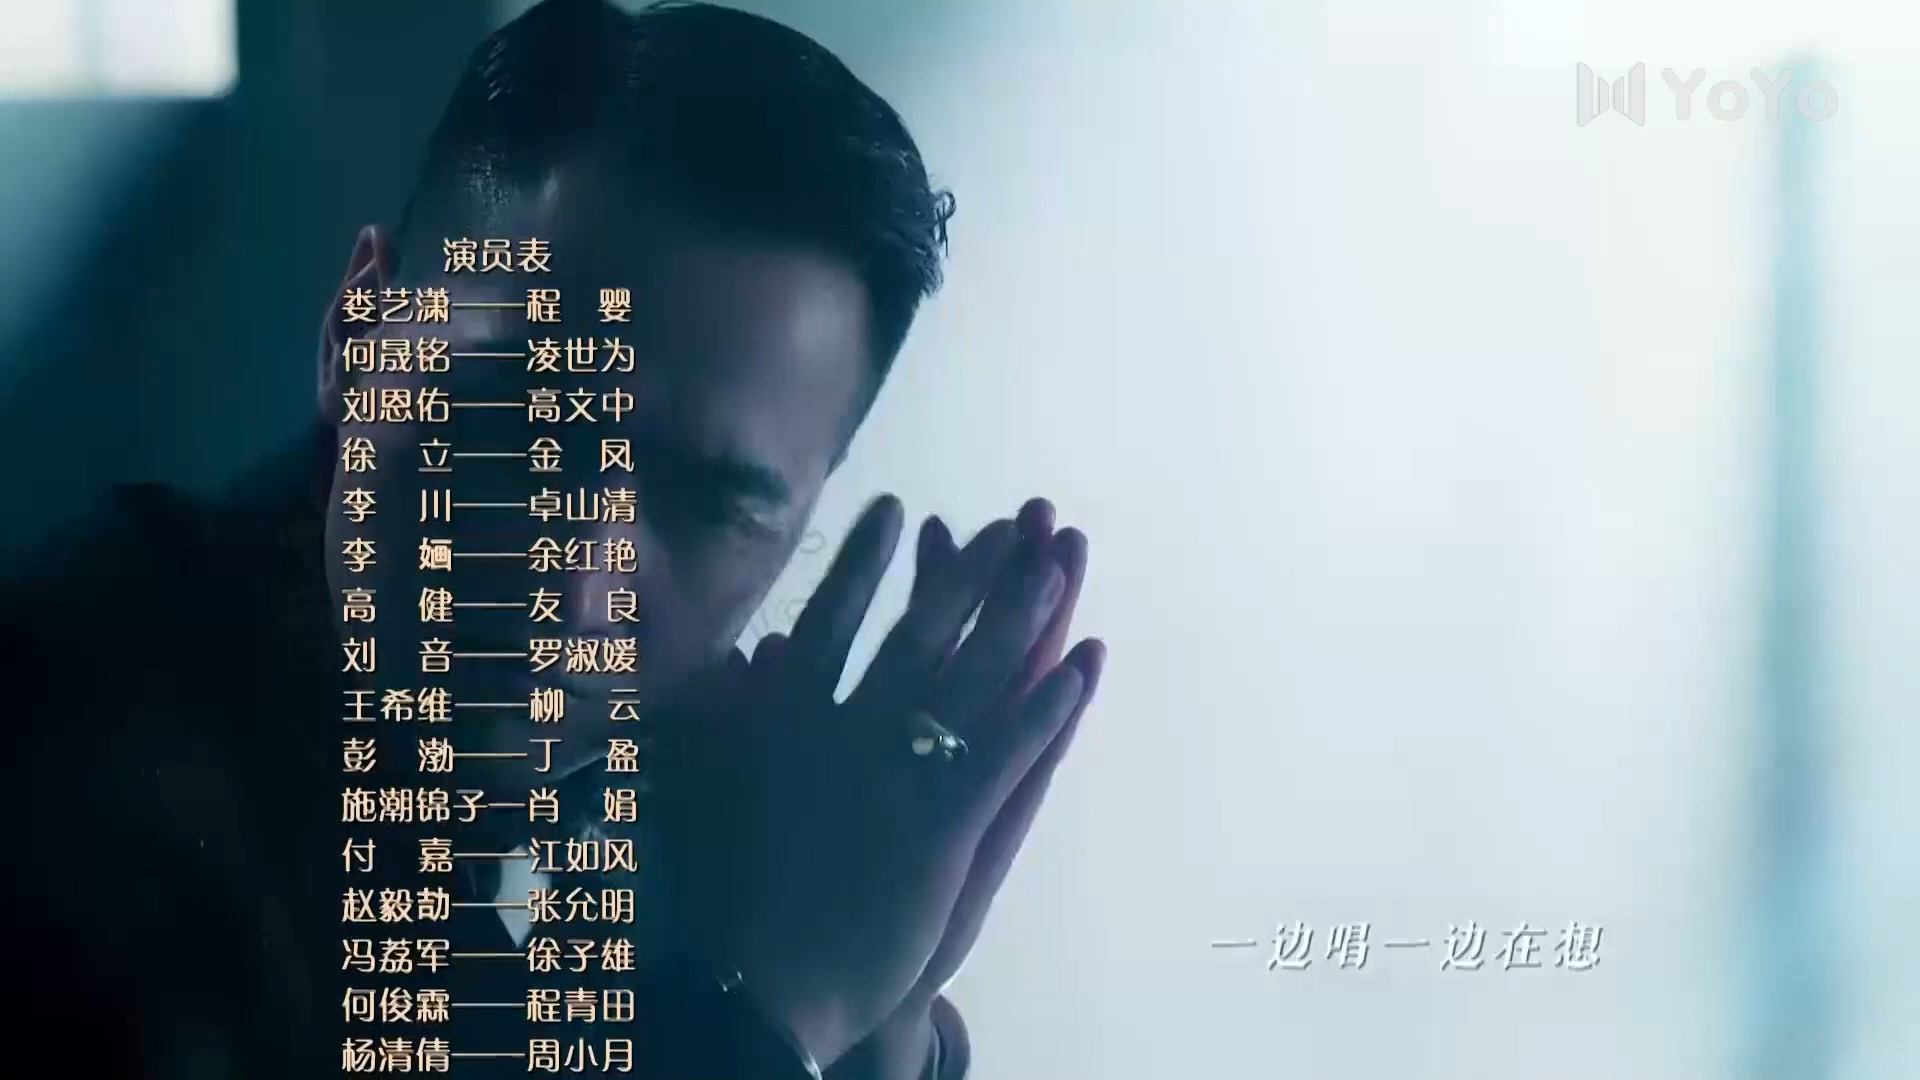 YoYo
演员表
娄艺潇——程 婴
何晟铭——凌世为
刘恩佑——高文中
徐 立——金 凤
李 川——卓山清
李 婳——余红艳
高 健——友 良
刘 音——罗淑媛
王希维——柳 云
彭 渤——丁 盈
施潮锦子—肖 娟
付 嘉——江如风
赵毅劼——张允明
冯荔军——徐子雄
何俊霖——程青田
杨清倩——周小月
一边唱一边在想